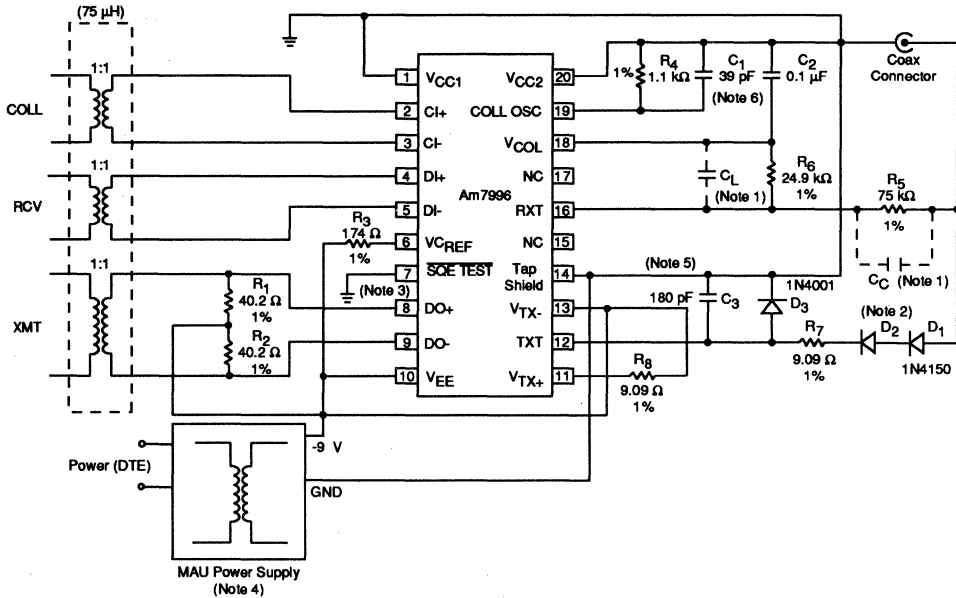 (75 µH)
1:1
COLL
1:1
RCV
1:1
XMT
R1
40.2 Ω
1%
R2
40.2 Ω
1%
R3
174 Ω
1%
(Note 3)
Am7996
1 VCC1
2 CI+
3 CI-
4 DI+
5 DI-
6 VCREF
7 SQE TEST
8 DO+
9 DO-
10 VEE
VCC2 20
COLL OSC 19
VCOL 18
NC 17
RXT 16
NC 15
Tap Shield 14
VTX- 13
TXT 12
VTX+ 11
R4
1.1 kΩ
1%
C1
39 pF
(Note 6)
C2
0.1 µF
Coax
Connector
CL
(Note 1)
R6
24.9 kΩ
1%
R5
75 kΩ
1%
CC (Note 1)
(Note 5)
180 pF C3
1N4001
D3
(Note 2)
D2
D1
1N4150
R7
9.09 Ω
1%
R8
9.09 Ω
1%
-9 V
GND
Power (DTE)
MAU Power Supply
(Note 4)